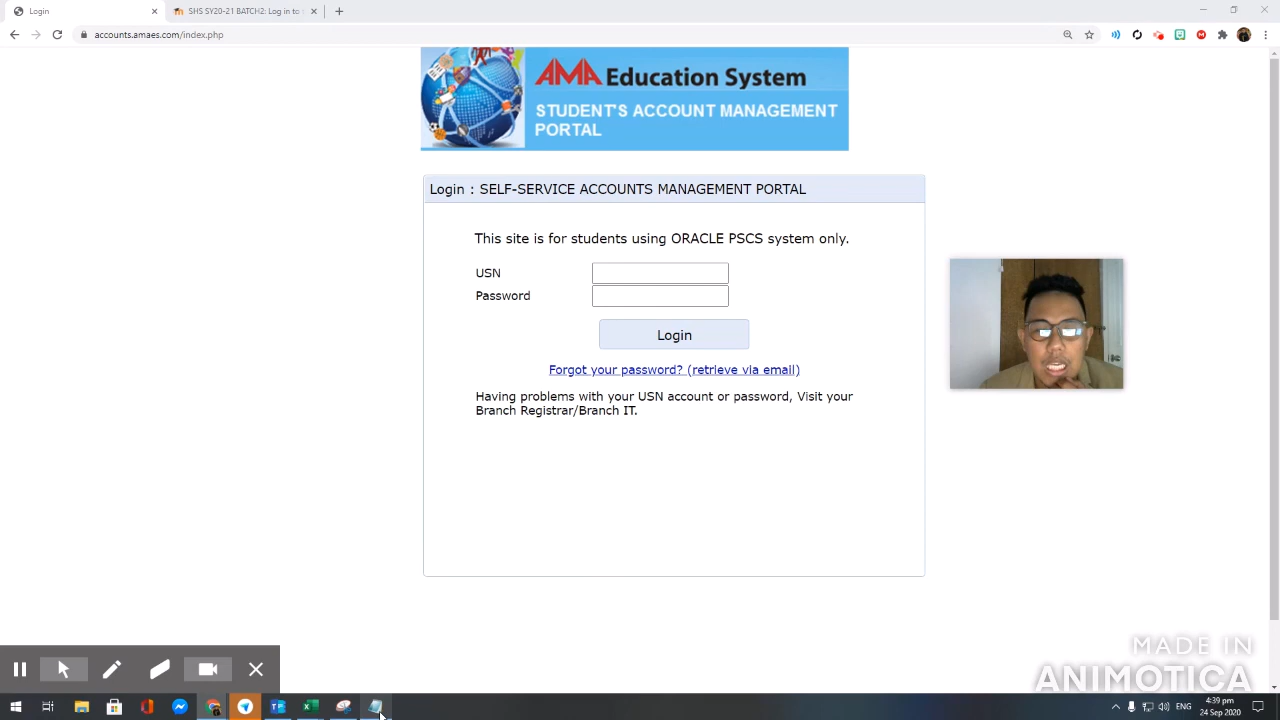 Login
SHS SY20-21 BATCH2: Log in to
accounts.amaes.com/index.php
AMA Education System
STUDENT'S ACCOUNT MANAGEMENT
PORTAL
Login : SELF-SERVICE ACCOUNTS MANAGEMENT PORTAL
This site is for students using ORACLE PSCS system only.
USN
Password
Login
Forgot your password? (retrieve via email)
Having problems with your USN account or password, Visit your
Branch Registrar/Branch IT.
MADE IN
ANIMOTICA
ENG
4:39 pm
24 Sep 2020